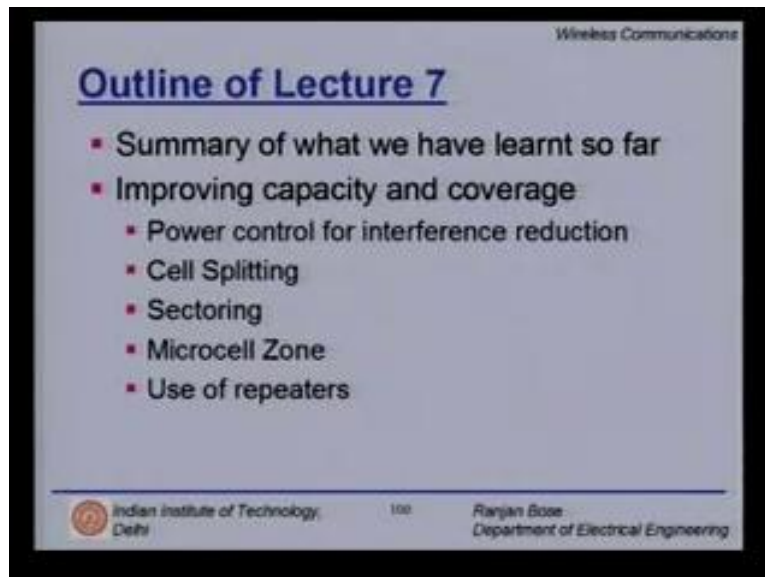 Wireless Communications
Outline of Lecture 7
▪ Summary of what we have learnt so far
▪ Improving capacity and coverage
▪ Power control for interference reduction
▪ Cell Splitting
▪ Sectoring
▪ Microcell Zone
▪ Use of repeaters
Indian Institute of Technology, 100 Ranjan Bose
Delhi Department of Electrical Engineering